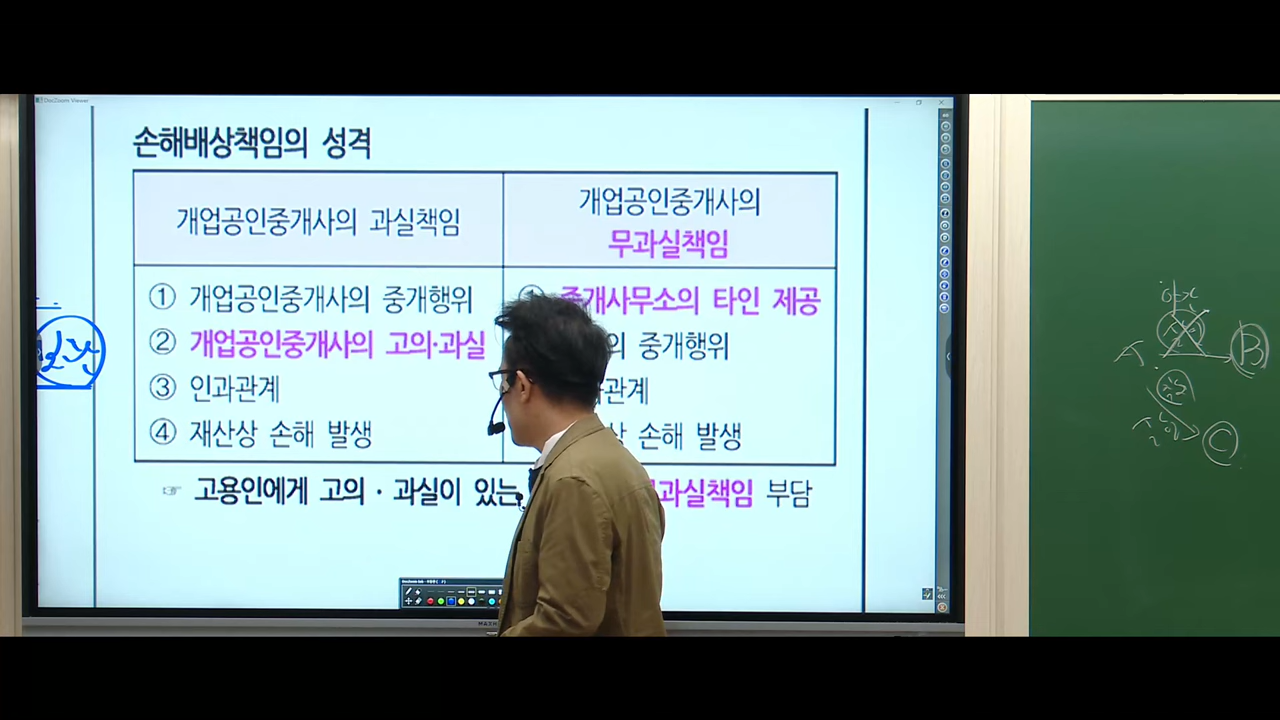 DocZoom Viewer
손해배상책임의 성격
개업공인중개사의 과실책임
개업공인중개사의
무과실책임
① 개업공인중개사의 중개행위
② 개업공인중개사의 고의·과실
③ 인과관계
④ 재산상 손해 발생
중개사무소의 타인 제공
의 중개행위
관계
상 손해 발생
☞ 고용인에게 고의 · 과실이 있는
무과실책임 부담
A
B
C